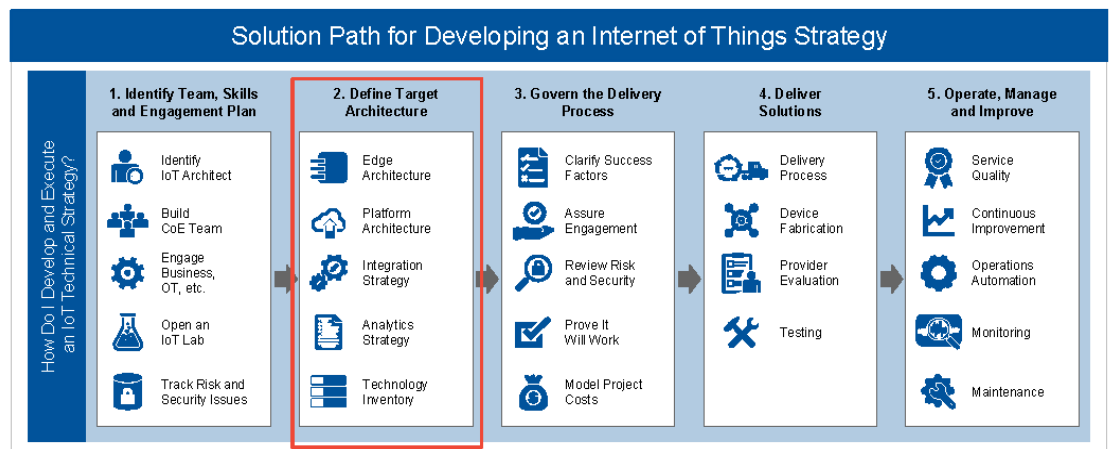 Solution Path for Developing an Internet of Things Strategy
How Do I Develop and Execute
an IoT Technical Strategy?
1. Identify Team, Skills
and Engagement Plan
Identify
IoT Architect
Build
CoE Team
Engage
Business,
OT, etc.
Open an
IoT Lab
Track Risk and
Security Issues
2. Define Target
Architecture
Edge
Architecture
Platform
Architecture
Integration
Strategy
Analytics
Strategy
Technology
Inventory
3. Govern the Delivery
Process
Clarify Success
Factors
Assure
Engagement
Review Risk
and Security
Prove It
Will Work
Model Project
Costs
4. Deliver
Solutions
Delivery
Process
Device
Fabrication
Provider
Evaluation
Testing
5. Operate, Manage
and Improve
Service
Quality
Continuous
Improvement
Operations
Automation
Monitoring
Maintenance